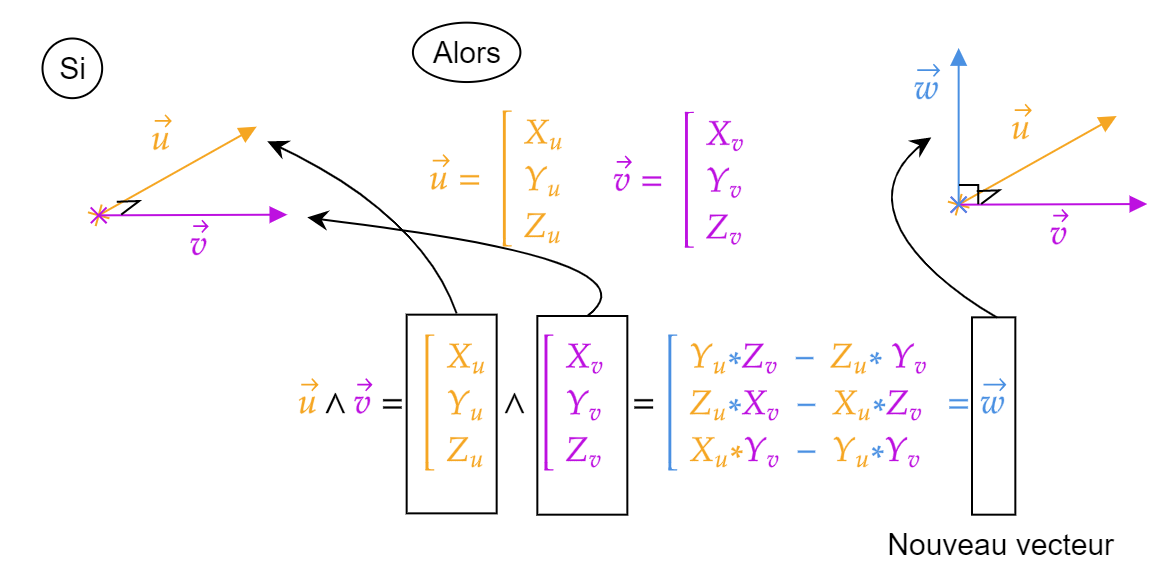 Si
Alors
u⃗
v⃗
u⃗ = [ Xu
Yu
Zu
v⃗ = [ Xv
Yv
Zv
w⃗
u⃗
v⃗
u⃗ ∧ v⃗ = [ Xu ∧ [ Xv = [ Yu*Zv − Zu*Yv = w⃗
Yu Yv Zu*Xv − Xu*Zv
Zu Zv Xu*Yv − Yu*Yv
Nouveau vecteur